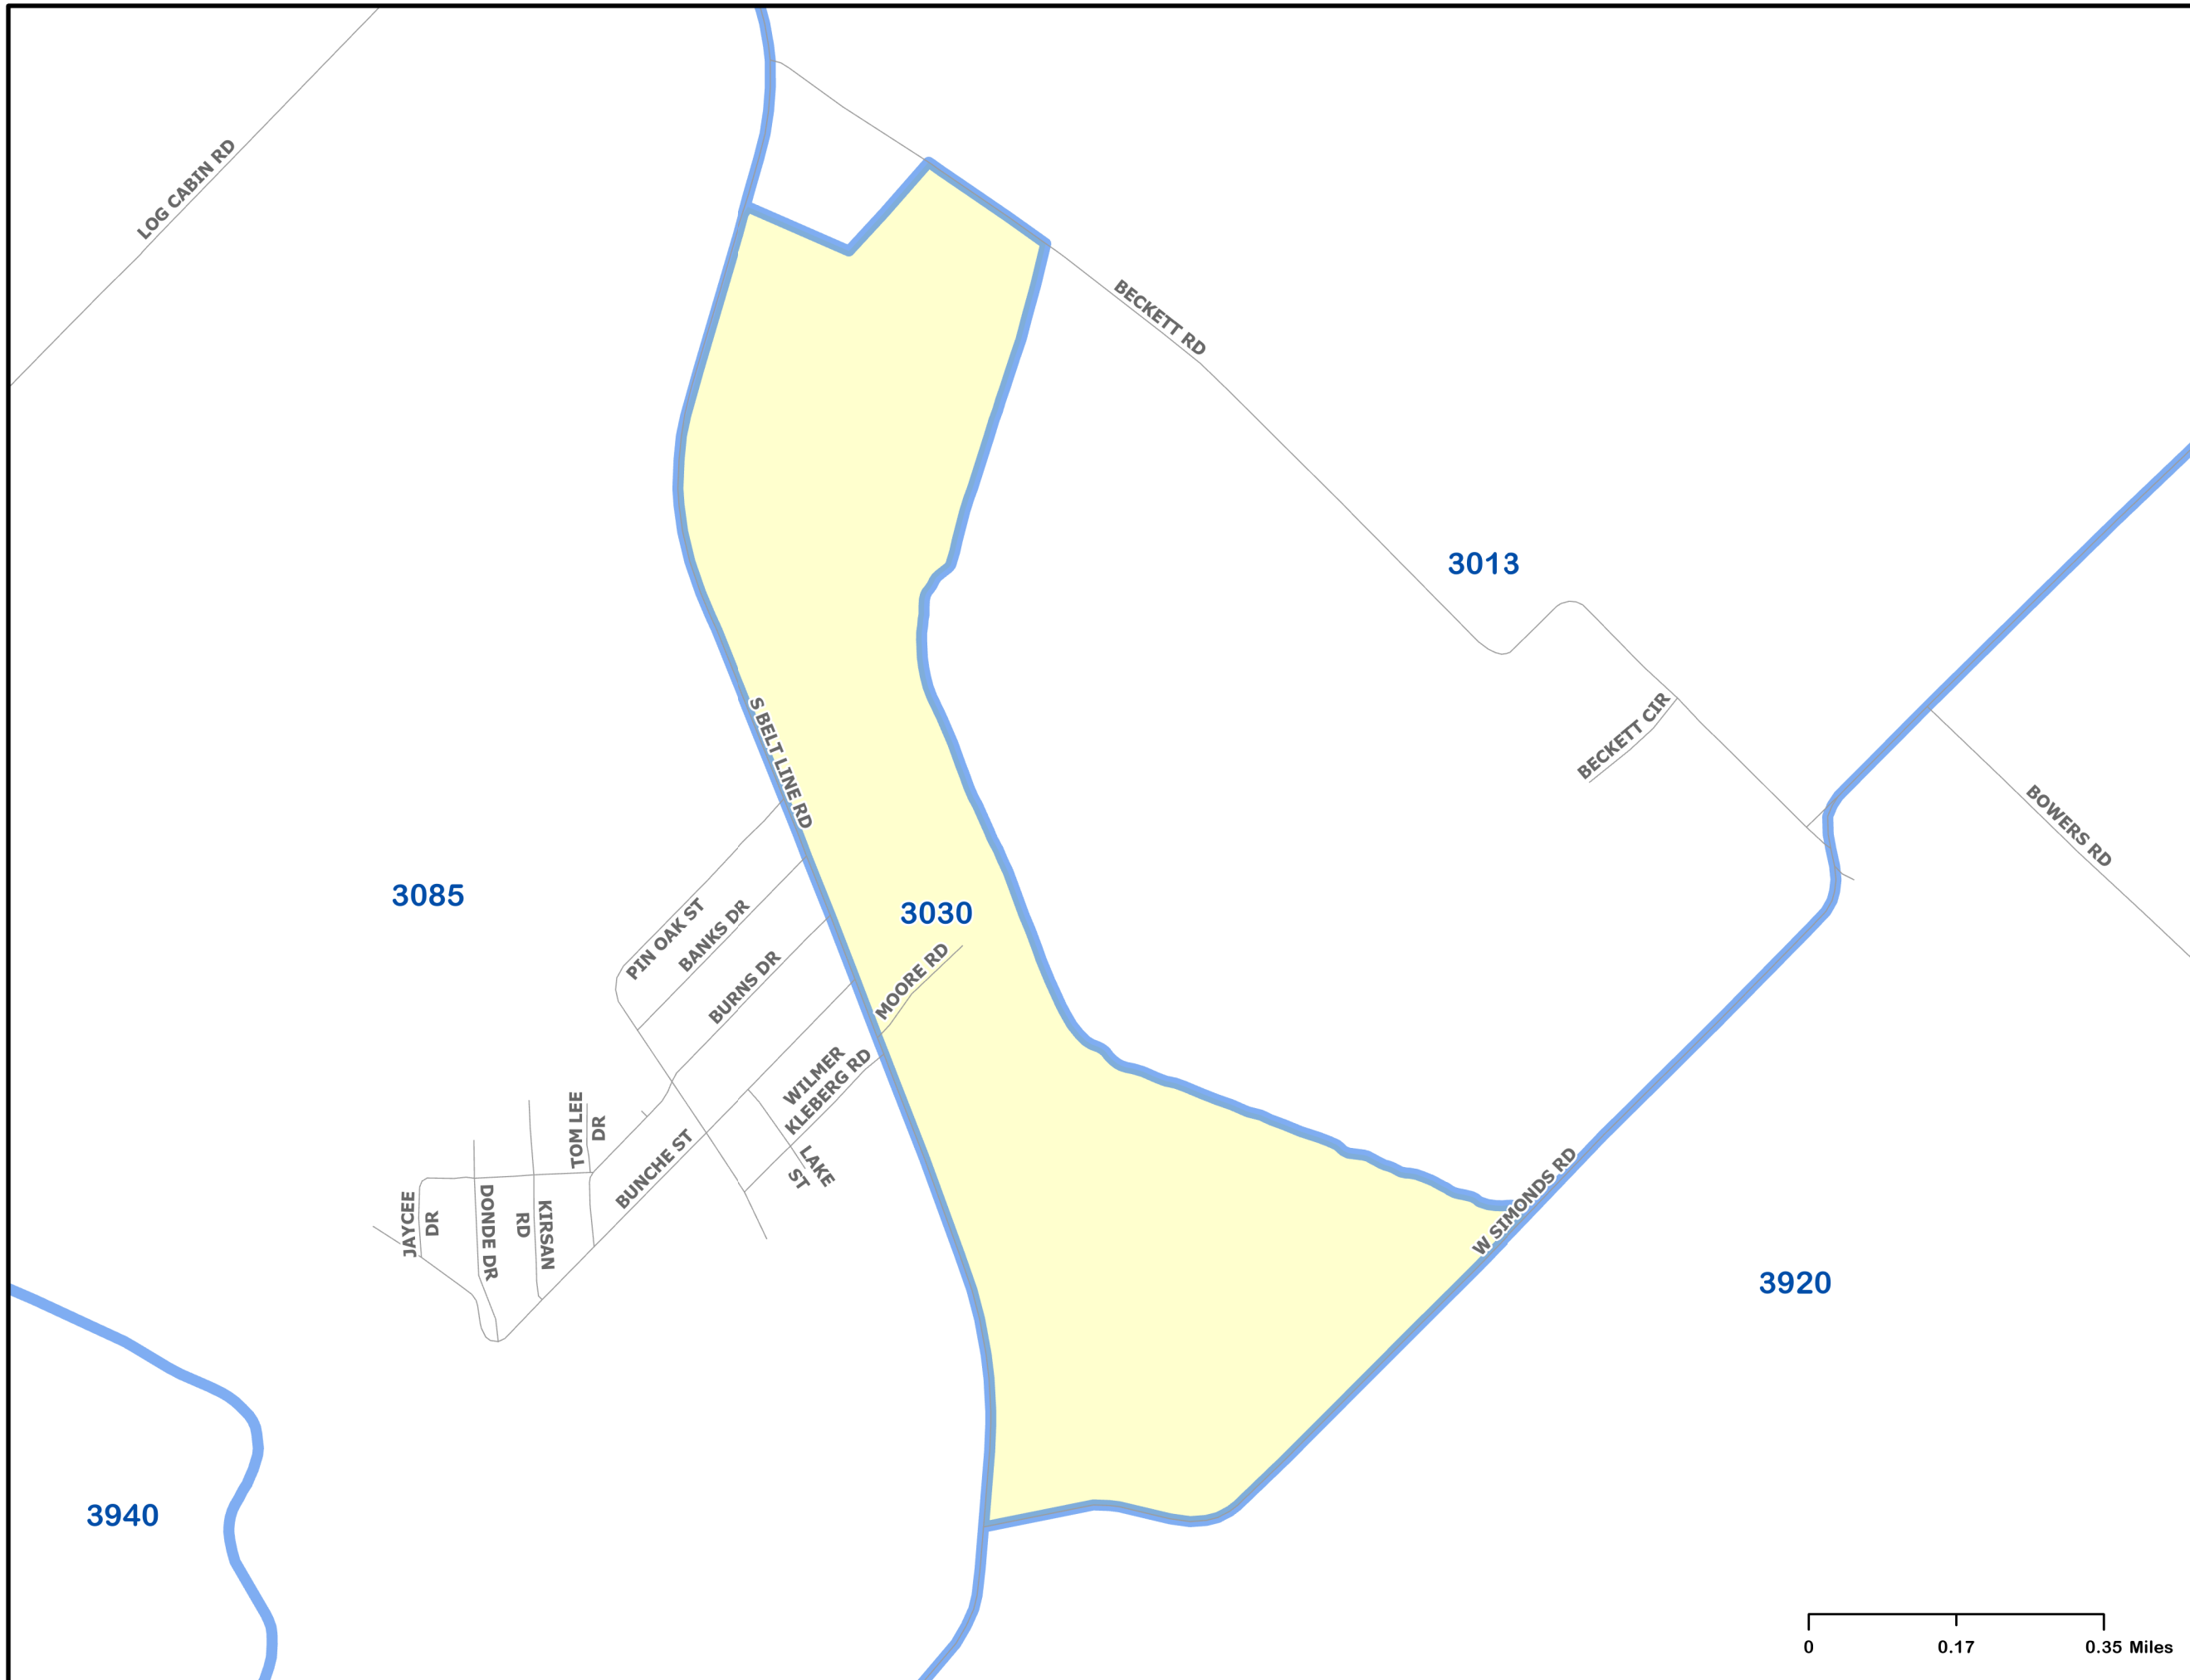 LOG CABIN RD
BECKETT RD
3013
BECKETT CIR
BOWERS RD
S BELT LINE RD
3085
3030
PIN OAK ST
BANKS DR
BURNS DR
MOORE RD
WILMER
KLEBERG RD
LAKE
ST
TOM LEE
DR
BUNCHE ST
JAYCEE
DR
DONDE DR
KIRSAN
RD
W SIMONDS RD
3920
3940
0 0.17 0.35 Miles